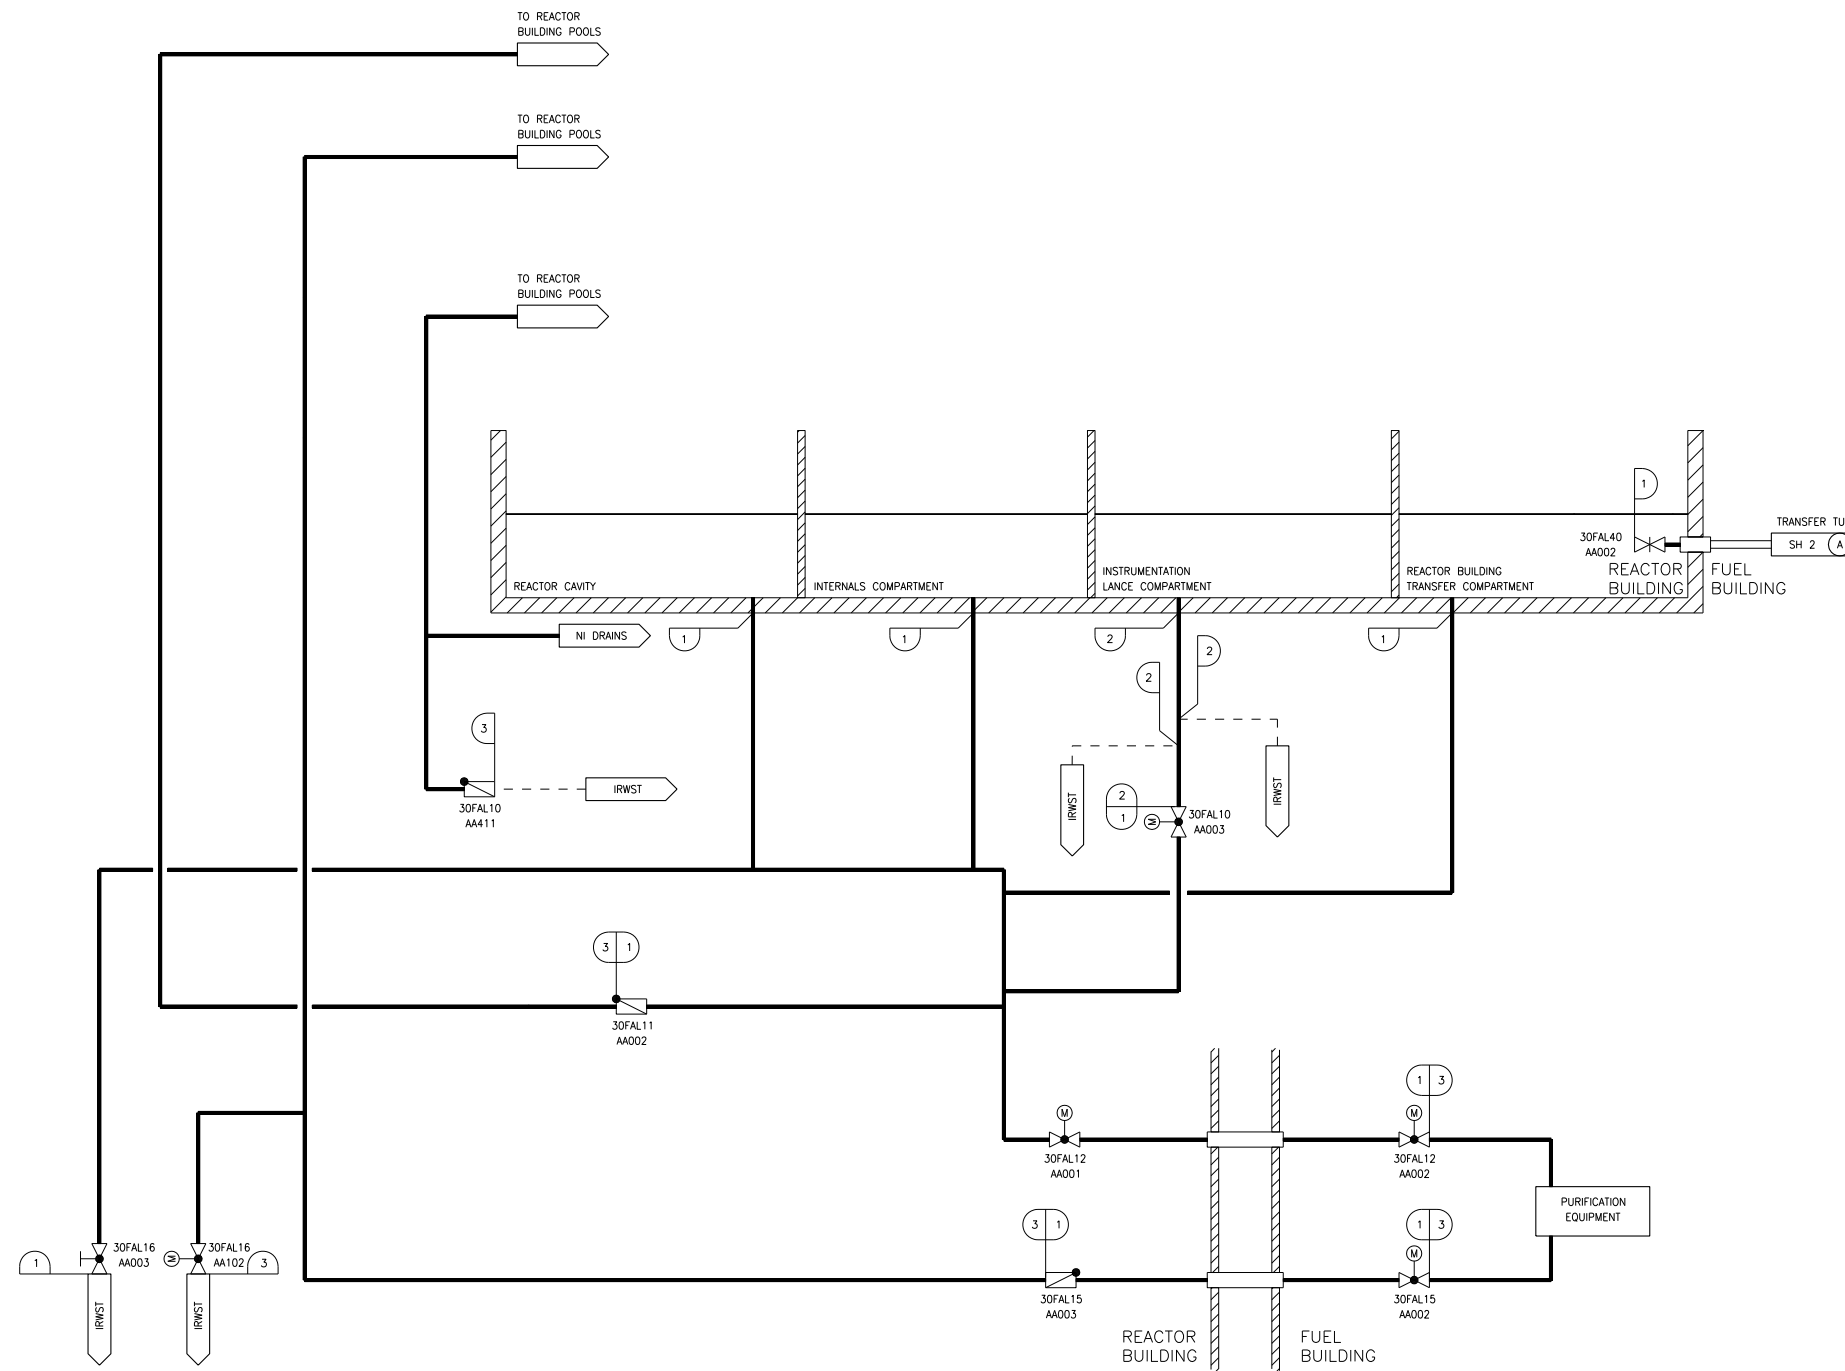 TO REACTOR
BUILDING POOLS
TO REACTOR
BUILDING POOLS
TO REACTOR
BUILDING POOLS
1
TRANSFER TU
SH 2 A
30FAL40
AA002
REACTOR
BUILDING
FUEL
BUILDING
REACTOR CAVITY
INTERNALS COMPARTMENT
INSTRUMENTATION
LANCE COMPARTMENT
REACTOR BUILDING
TRANSFER COMPARTMENT
NI DRAINS
1
1
2
1
2
2
3
IRWST
30FAL10
AA411
IRWST
IRWST
2
1
M
30FAL10
AA003
3 1
30FAL11
AA002
M
30FAL12
AA001
1 3
M
30FAL12
AA002
PURIFICATION
EQUIPMENT
3 1
30FAL15
AA003
1 3
M
30FAL15
AA002
1
30FAL16
AA003
IRWST
M
30FAL16
AA102
3
IRWST
REACTOR
BUILDING
FUEL
BUILDING